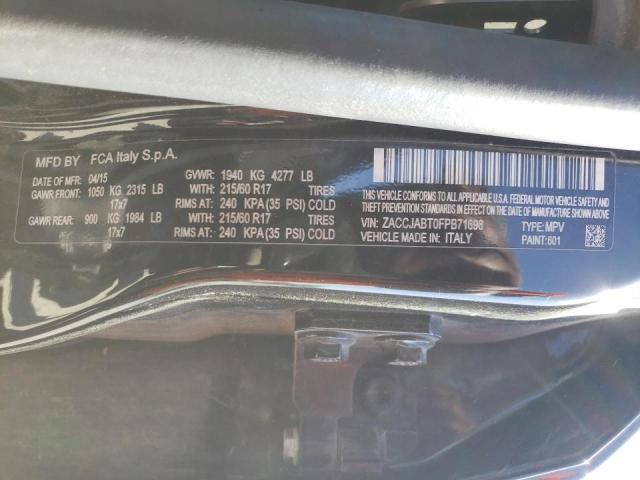 MFD BY FCA Italy S.p.A.
DATE OF MFR 04/15 GVWR: 1940 KG 4277 LB
GAWR FRONT: 1050 KG 2315 LB WITH: 215/60 R17 TIRES
17x7 RIMS AT: 240 KPA (35 PSI) COLD
GAWR REAR: 900 KG 1984 LB WITH: 215/60 R17 TIRES
17x7 RIMS AT: 240 KPA (35 PSI) COLD
THIS VEHICLE CONFORMS TO ALL APPLICABLE U.S.A. FEDERAL MOTOR VEHICLE SAFETY
BUMPER, AND THEFT PREVENTION STANDARDS IN EFFECT ON THE DATE OF MANUFACTURE SHOWN ABOVE
VIN: ZACCJABT0FPB71698 TYPE: MPV
VEHICLE MADE IN: ITALY PAINT: 601